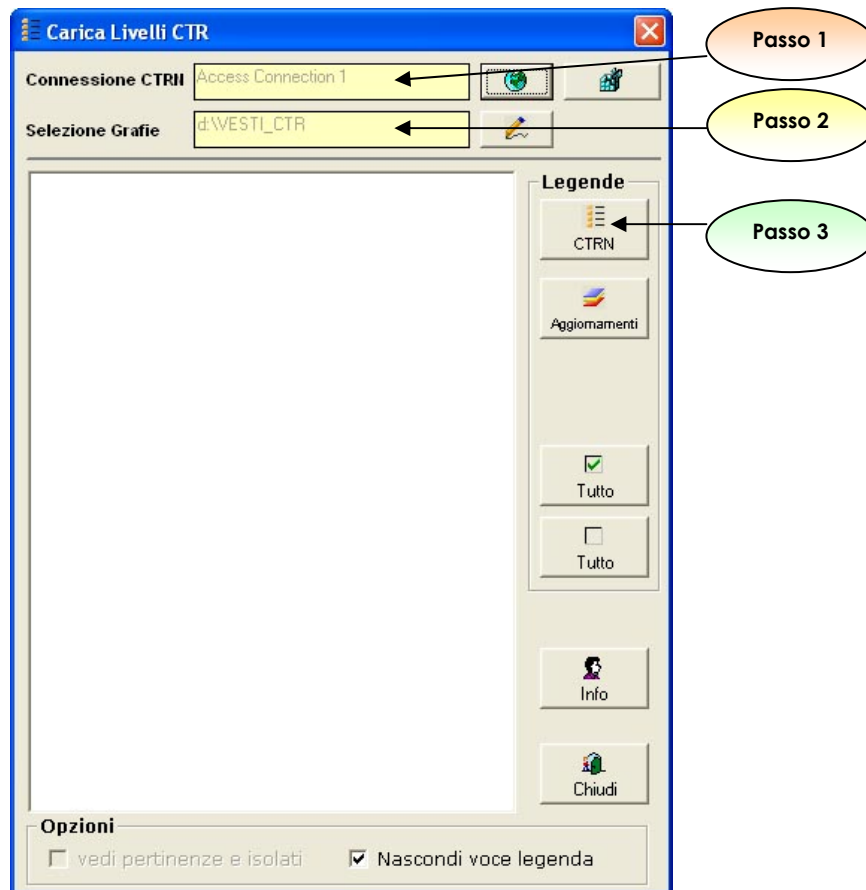 Carica Livelli CTR
Passo 1
Connessione CTRN
Access Connection 1
Passo 2
Selezione Grafie
d:\VESTI_CTR
Legende
CTRN
Passo 3
Aggiornamenti
Tutto
Tutto
Info
Chiudi
Opzioni
vedi pertinenze e isolati
Nascondi voce legenda